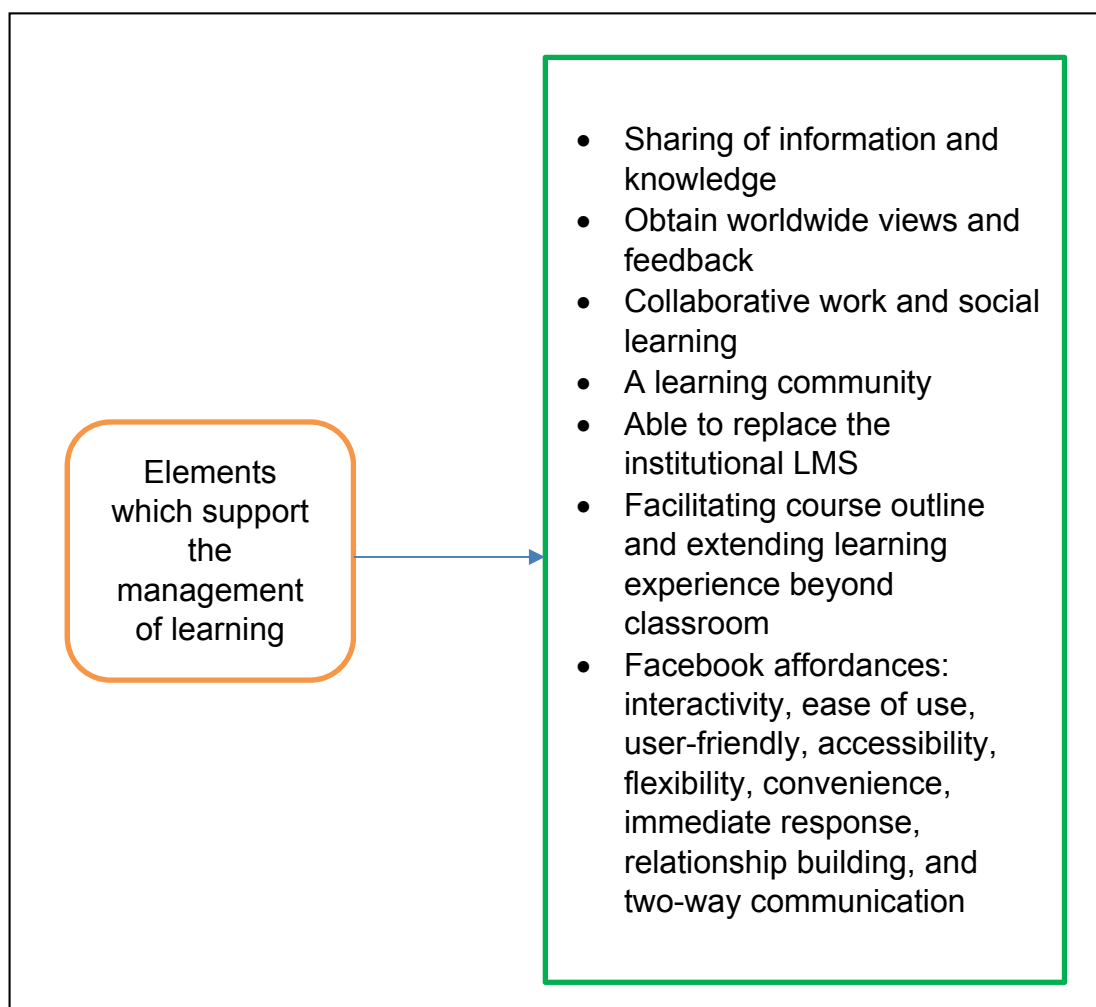 Elements
which support
the
management
of learning
• Sharing of information and
knowledge
• Obtain worldwide views and
feedback
• Collaborative work and social
learning
• A learning community
• Able to replace the
institutional LMS
• Facilitating course outline
and extending learning
experience beyond
classroom
• Facebook affordances:
interactivity, ease of use,
user-friendly, accessibility,
flexibility, convenience,
immediate response,
relationship building, and
two-way communication